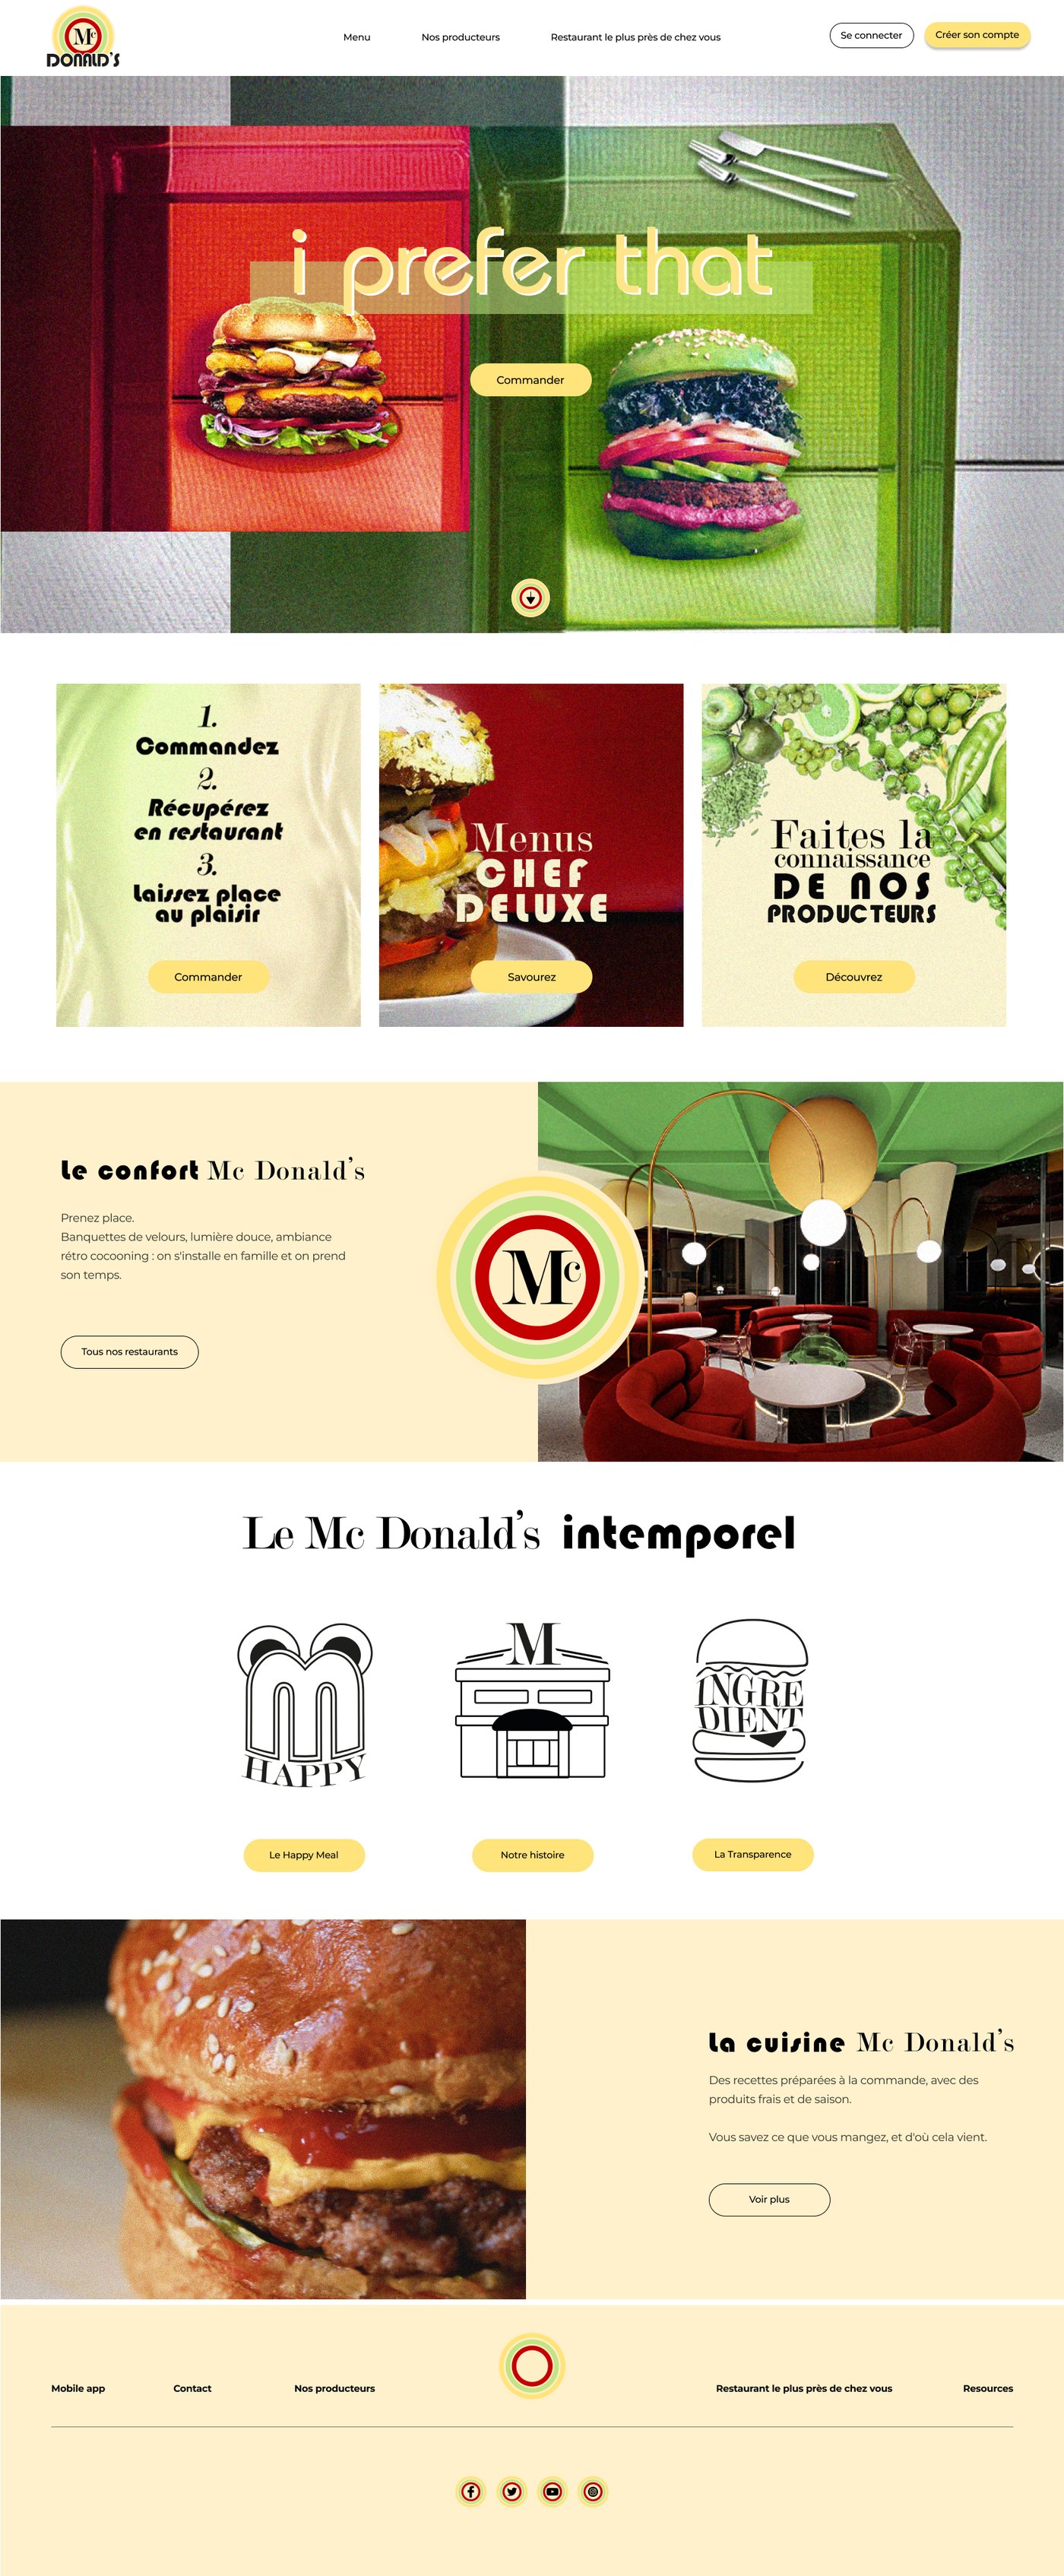 Mc
DONALD'S
Menu
Nos producteurs
Restaurant le plus près de chez vous
Se connecter
Créer son compte
i prefer that
Commander
1.
Commandez
2.
Récupérez
en restaurant
3.
Laissez place
au plaisir
Commander
Menus
CHEF
DELUXE
Savourez
Faites la
connaissance
DE NOS
PRODUCTEURS
Découvrez
Le confort Mc Donald's
Prenez place.
Banquettes de velours, lumière douce, ambiance
rétro cocooning : on s'installe en famille et on prend
son temps.
Tous nos restaurants
Mc
Le Mc Donald's intemporel
M
HAPPY
M
INGRE
DIENT
Le Happy Meal
Notre histoire
La Transparence
La cuisine Mc Donald's
Des recettes préparées à la commande, avec des
produits frais et de saison.
Vous savez ce que vous mangez, et d'où cela vient.
Voir plus
Mobile app
Contact
Nos producteurs
Restaurant le plus près de chez vous
Resources